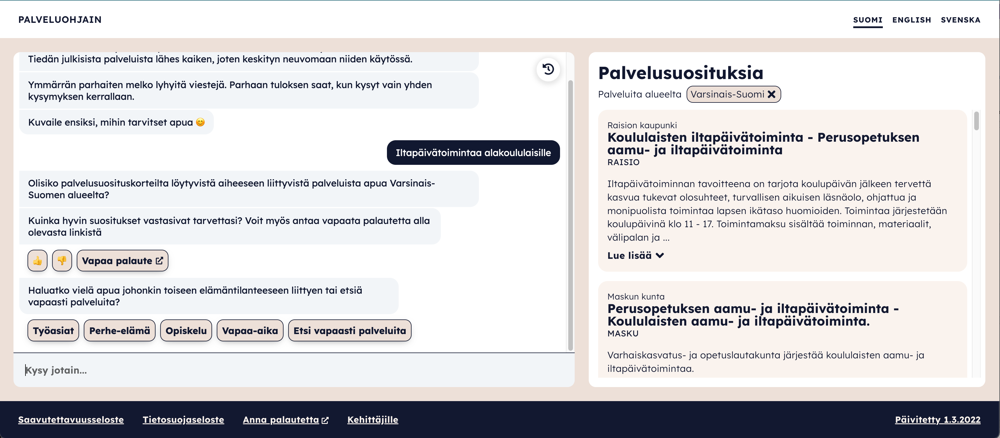 PALVELUOHJAIN
SUOMI ENGLISH SVENSKA
Tiedän julkisista palveluista lähes kaiken, joten keskityn neuvomaan niiden käytössä.
Ymmärrän parhaiten melko lyhyitä viestejä. Parhaan tuloksen saat, kun kysyt vain yhden
kysymyksen kerrallaan.
Kuvaile ensiksi, mihin tarvitset apua 😊
Iltapäivätoimintaa alakoululaisille
Olisiko palvelusuosituskorteilta löytyvistä aiheeseen liittyvistä palveluista apua Varsinais-
Suomen alueelta?
Kuinka hyvin suositukset vastasivat tarvettasi? Voit myös antaa vapaata palautetta alla
olevasta linkistä
👍 👎 Vapaa palaute
Haluatko vielä apua johonkin toiseen elämäntilanteeseen liittyen tai etsiä
vapaasti palveluita?
Työasiat Perhe-elämä Opiskelu Vapaa-aika Etsi vapaasti palveluita
Kysy jotain...
Palvelusuosituksia
Palveluita alueelta Varsinais-Suomi
Raision kaupunki
Koululaisten iltapäivätoiminta - Perusopetuksen
aamu- ja iltapäivätoiminta
RAISIO
Iltapäivätoiminnan tavoitteena on tarjota koulupäivän jälkeen tervettä
kasvua tukevat olosuhteet, turvallisen aikuisen läsnäolo, ohjattua ja
monipuolista toimintaa lapsen ikätaso huomioiden. Toimintaa järjestetään
koulupäivinä klo 11 - 17. Toimintamaksu sisältää toiminnan, materiaalit,
välipalan ja ...
Lue lisää
Maskun kunta
Perusopetuksen aamu- ja iltapäivätoiminta -
Koululaisten aamu- ja iltapäivätoiminta.
MASKU
Varhaiskasvatus- ja opetuslautakunta järjestää koululaisten aamu- ja
iltapäivätoimintaa.
Saavutettavuusseloste Tietosuojaseloste Anna palautetta Kehittäjille
Päivitetty 1.3.2022